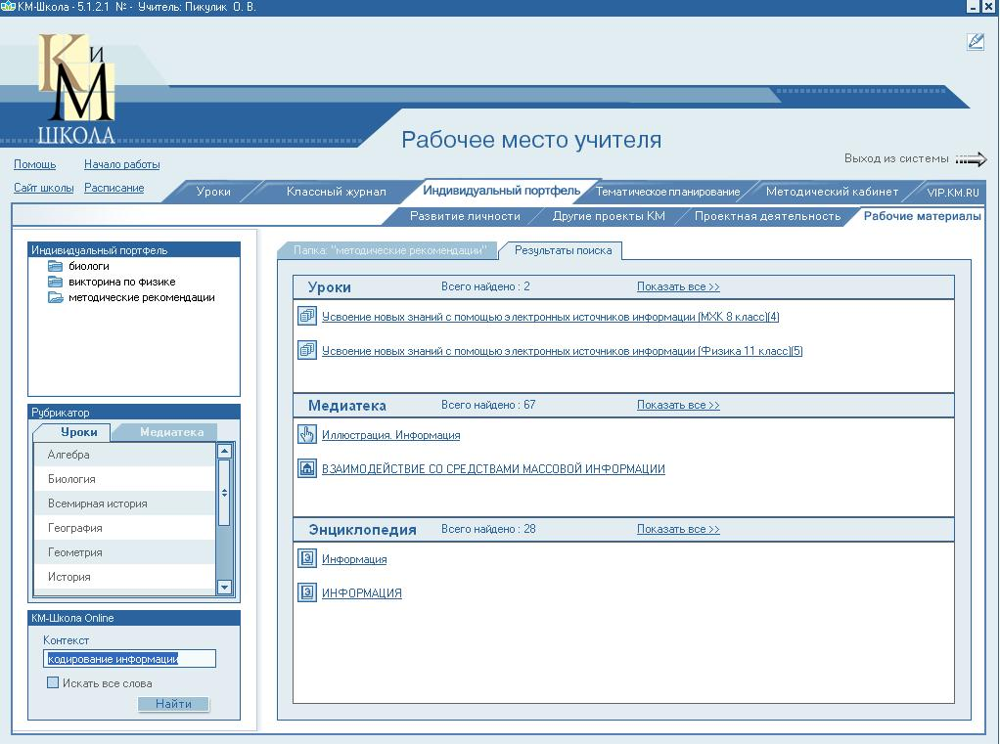 КМ-Школа - 5.1.2.1 № - Учитель: Пикулик О. В.
К И М
ШКОЛА
Рабочее место учителя
Выход из системы
Помощь Начало работы
Сайт школы Расписание
Уроки Классный журнал Индивидуальный портфель Тематическое планирование Методический кабинет VIP.KM.RU
Развитие личности Другие проекты КМ Проектная деятельность Рабочие материалы
Индивидуальный портфель
биологи
викторина по физике
методические рекомендации
Рубрикатор
Уроки Медиатека
Алгебра
Биология
Всемирная история
География
Геометрия
История
КМ-Школа Online
Контекст
кодирование информации
Искать все слова
Найти
Папка: "методические рекомендации" Результаты поиска
Уроки Всего найдено : 2 Показать все >>
Усвоение новых знаний с помощью электронных источников информации (МХК 8 класс)(4)
Усвоение новых знаний с помощью электронных источников информации (Физика 11 класс)(5)
Медиатека Всего найдено : 67 Показать все >>
Иллюстрация. Информация
ВЗАИМОДЕЙСТВИЕ СО СРЕДСТВАМИ МАССОВОЙ ИНФОРМАЦИИ
Энциклопедия Всего найдено : 28 Показать все >>
Информация
ИНФОРМАЦИЯ